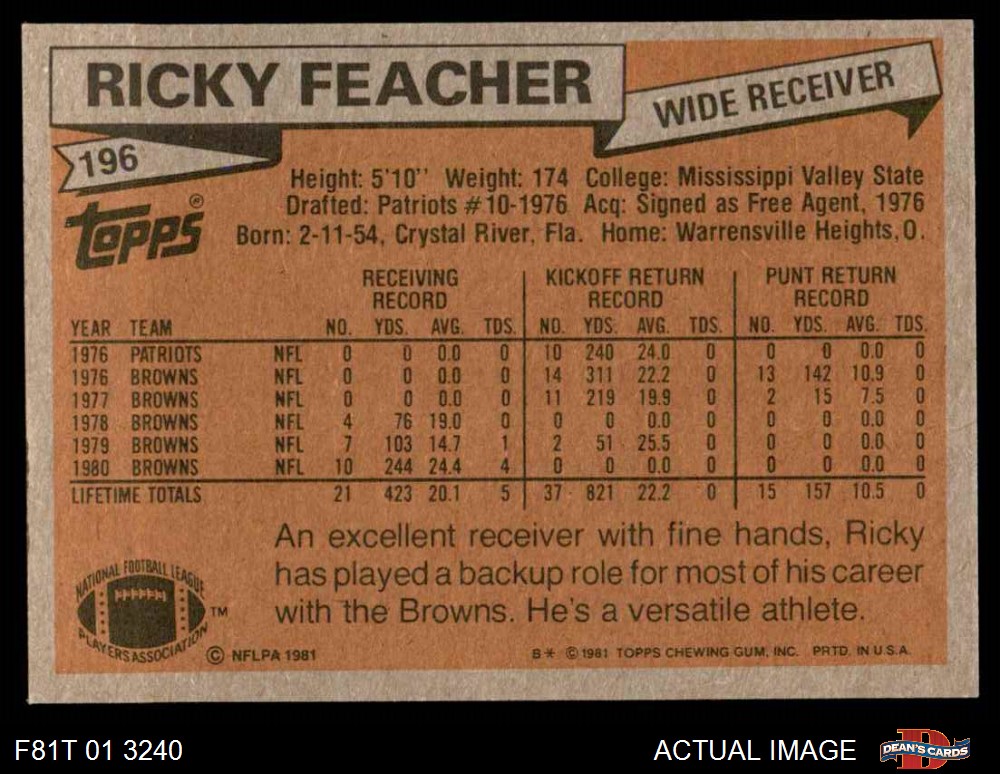 RICKY FEACHER
WIDE RECEIVER
196
Topps®
Height: 5'10'' Weight: 174 College: Mississippi Valley State
Drafted: Patriots #10-1976 Acq: Signed as Free Agent, 1976
Born: 2-11-54, Crystal River, Fla. Home: Warrensville Heights, O.
RECEIVING RECORD KICKOFF RETURN RECORD PUNT RETURN RECORD
YEAR TEAM NO. YDS. AVG. TDS. NO. YDS. AVG. TDS. NO. YDS. AVG. TDS.
1976 PATRIOTS NFL 0 0 0.0 0 10 240 24.0 0 0 0 0.0 0
1976 BROWNS NFL 0 0 0.0 0 14 311 22.2 0 13 142 10.9 0
1977 BROWNS NFL 0 0 0.0 0 11 219 19.9 0 2 15 7.5 0
1978 BROWNS NFL 4 76 19.0 0 0 0 0.0 0 0 0 0.0 0
1979 BROWNS NFL 7 103 14.7 1 2 51 25.5 0 0 0 0.0 0
1980 BROWNS NFL 10 244 24.4 4 0 0 0.0 0 0 0 0.0 0
LIFETIME TOTALS 21 423 20.1 5 37 821 22.2 0 15 157 10.5 0
An excellent receiver with fine hands, Ricky
has played a backup role for most of his career
with the Browns. He's a versatile athlete.
NATIONAL FOOTBALL LEAGUE
PLAYERS ASSOCIATION
™
© NFLPA 1981
B* © 1981 TOPPS CHEWING GUM, INC. PRTD. IN U.S.A.
F81T 01 3240
ACTUAL IMAGE
D
DEAN'S CARDS